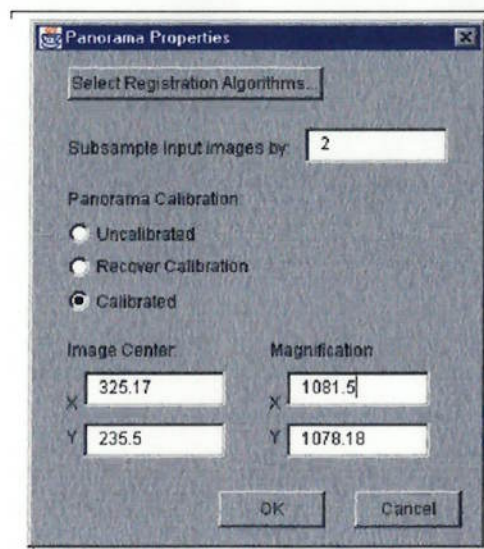 Panorama Properties
Select Registration Algorithms...
Subsample input images by: 2
Panorama Calibration:
Uncalibrated
Recover Calibration
Calibrated
Image Center: Magnification
X 325.17 X 1081.5
Y 235.5 Y 1078.18
OK Cancel